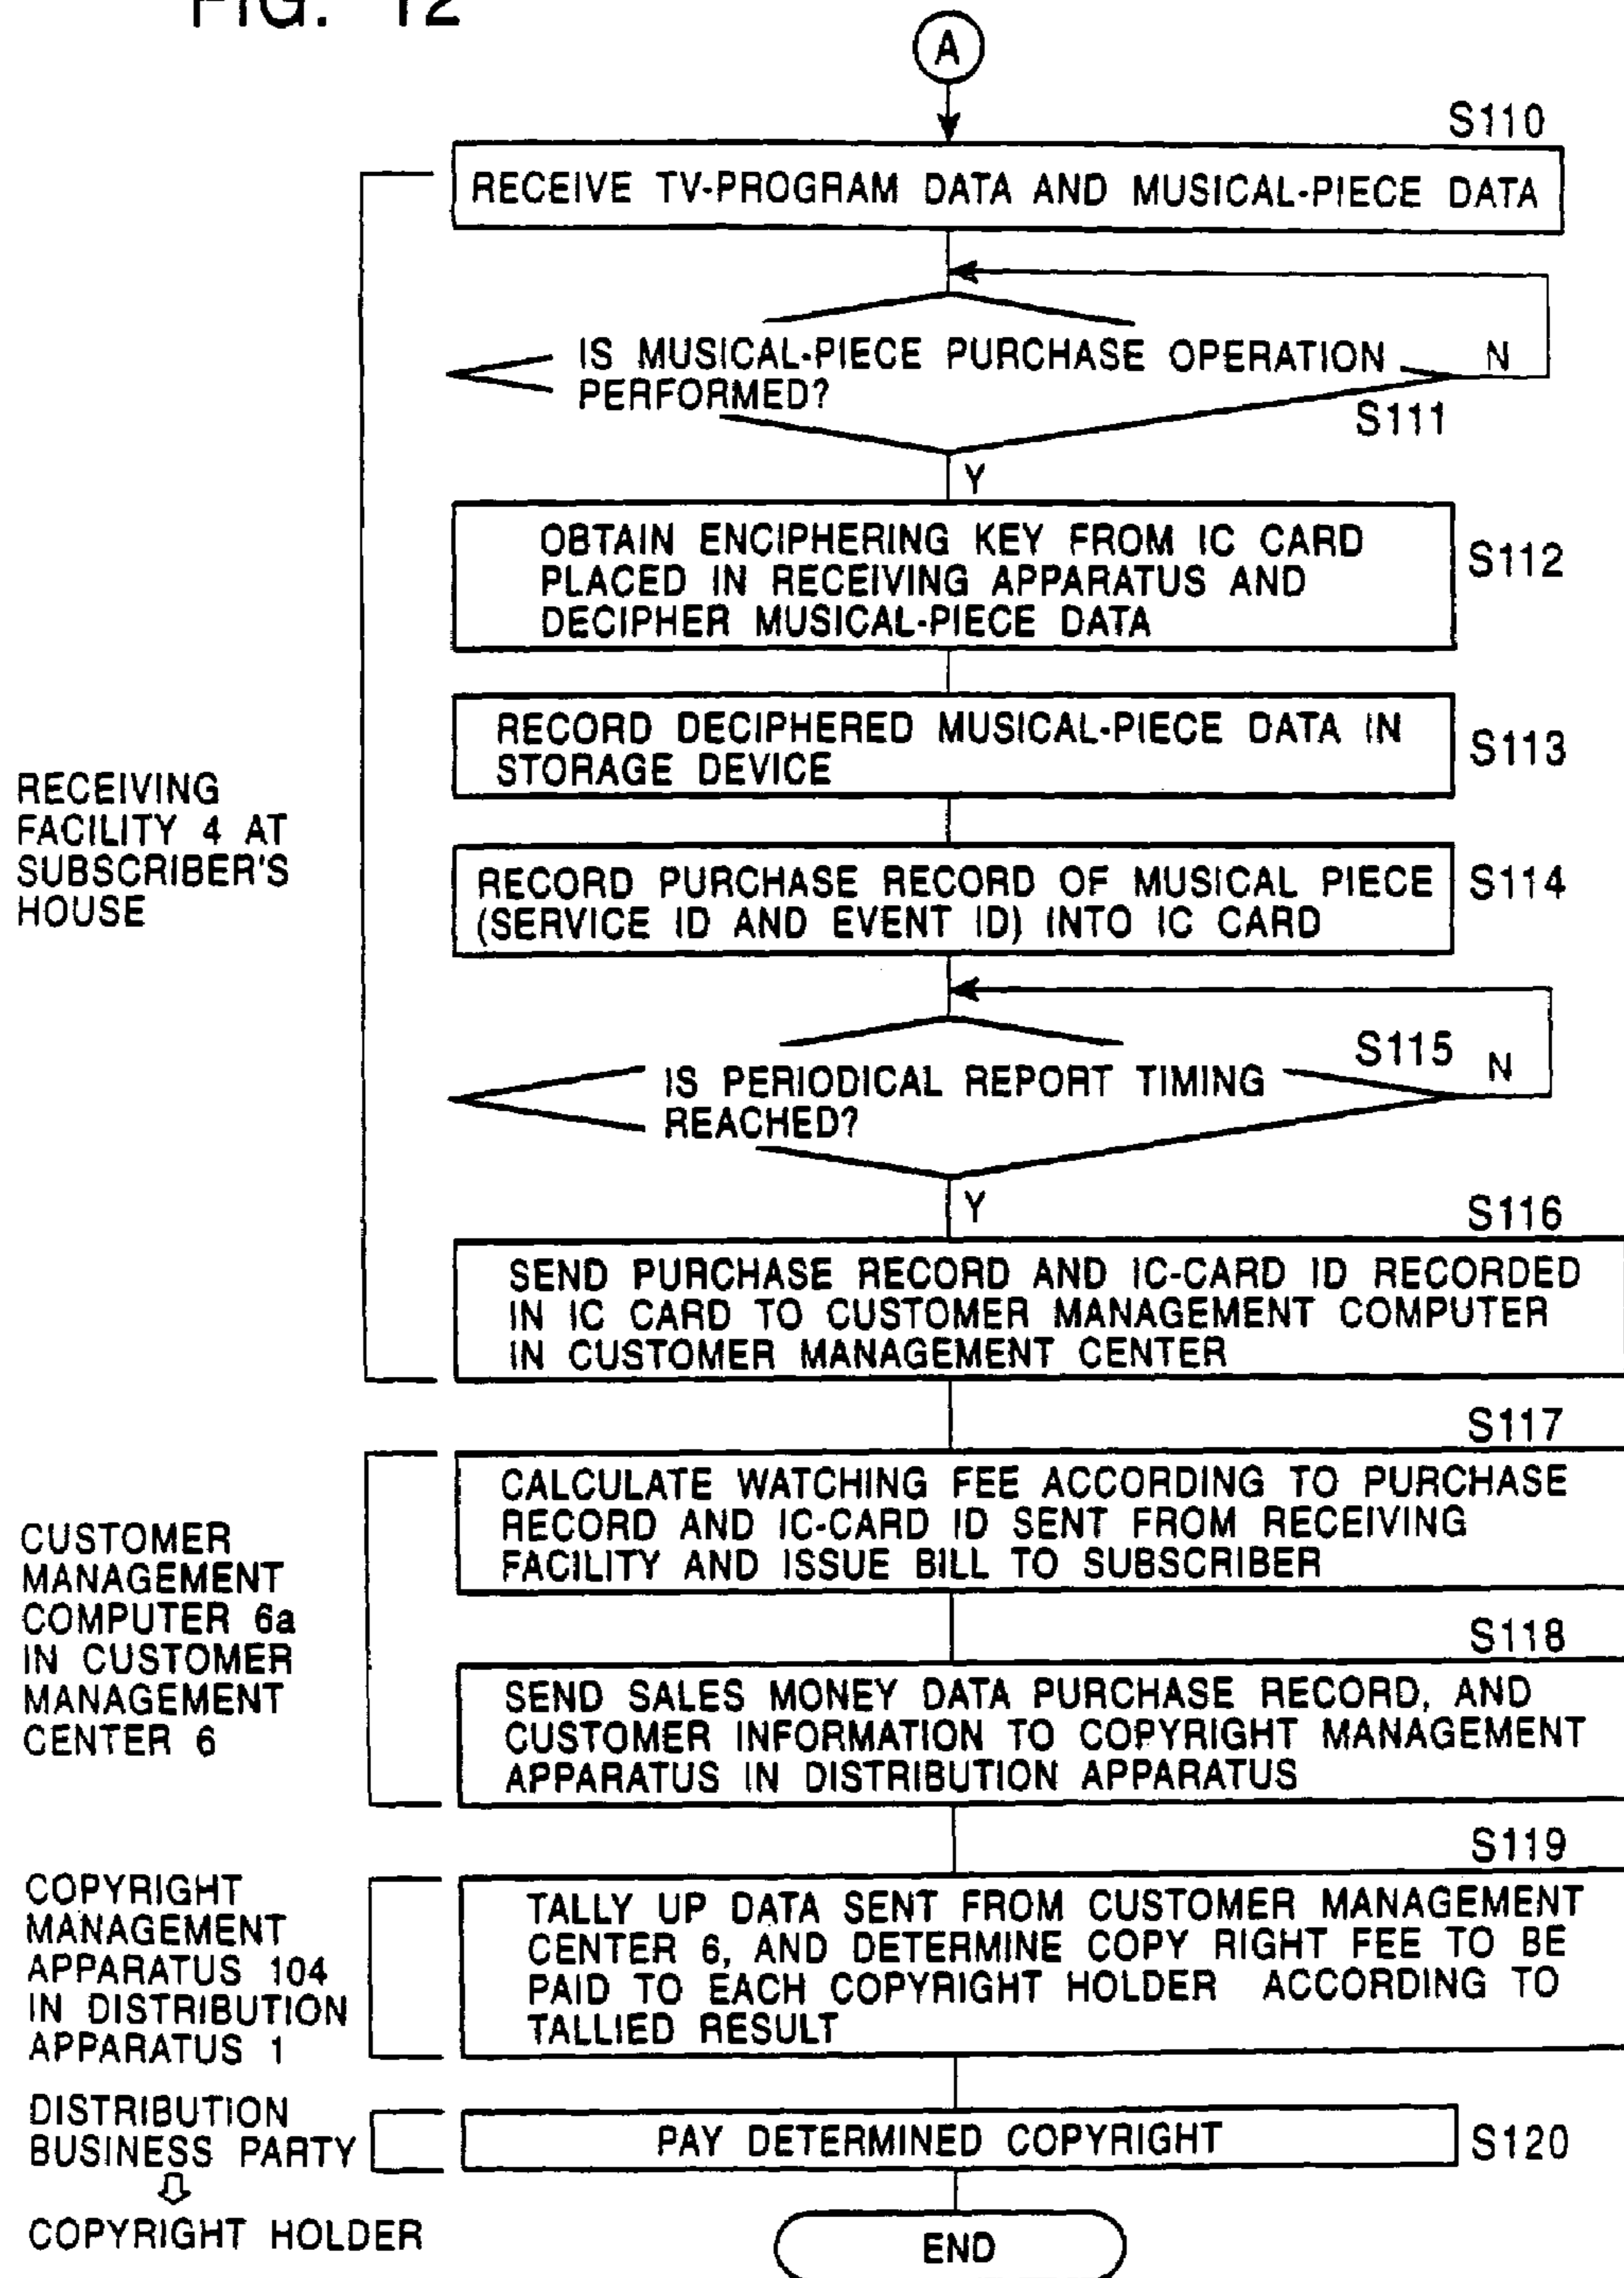 FIG. 12
A
S110
RECEIVE TV-PROGRAM DATA AND MUSICAL-PIECE DATA
IS MUSICAL-PIECE PURCHASE OPERATION
PERFORMED?
N
S111
Y
OBTAIN ENCIPHERING KEY FROM IC CARD
PLACED IN RECEIVING APPARATUS AND
DECIPHER MUSICAL-PIECE DATA
S112
RECORD DECIPHERED MUSICAL-PIECE DATA IN
STORAGE DEVICE
S113
RECEIVING
FACILITY 4 AT
SUBSCRIBER'S
HOUSE
RECORD PURCHASE RECORD OF MUSICAL PIECE
(SERVICE ID AND EVENT ID) INTO IC CARD
S114
S115
IS PERIODICAL REPORT TIMING
REACHED?
N
Y
S116
SEND PURCHASE RECORD AND IC-CARD ID RECORDED
IN IC CARD TO CUSTOMER MANAGEMENT COMPUTER
IN CUSTOMER MANAGEMENT CENTER
S117
CALCULATE WATCHING FEE ACCORDING TO PURCHASE
RECORD AND IC-CARD ID SENT FROM RECEIVING
FACILITY AND ISSUE BILL TO SUBSCRIBER
CUSTOMER
MANAGEMENT
COMPUTER 6a
IN CUSTOMER
MANAGEMENT
CENTER 6
S118
SEND SALES MONEY DATA PURCHASE RECORD, AND
CUSTOMER INFORMATION TO COPYRIGHT MANAGEMENT
APPARATUS IN DISTRIBUTION APPARATUS
S119
COPYRIGHT
MANAGEMENT
APPARATUS 104
IN DISTRIBUTION
APPARATUS 1
TALLY UP DATA SENT FROM CUSTOMER MANAGEMENT
CENTER 6, AND DETERMINE COPY RIGHT FEE TO BE
PAID TO EACH COPYRIGHT HOLDER ACCORDING TO
TALLIED RESULT
DISTRIBUTION
BUSINESS PARTY
⇩
COPYRIGHT HOLDER
PAY DETERMINED COPYRIGHT
S120
END